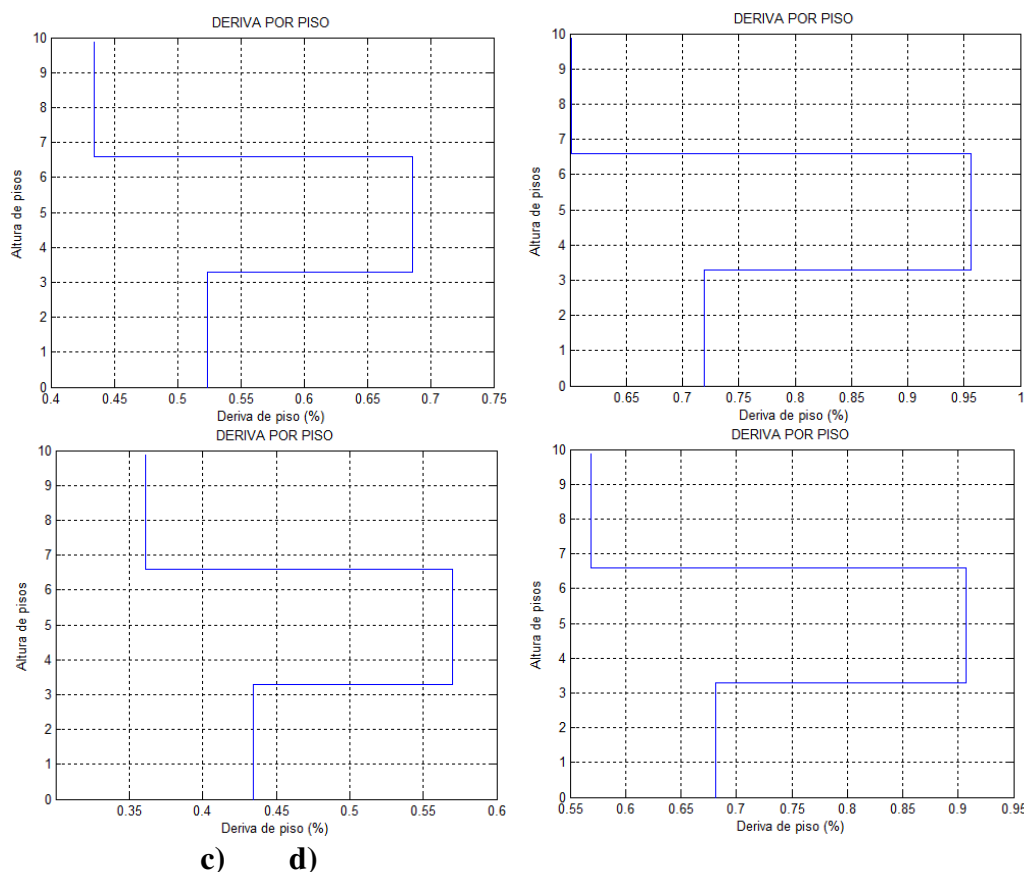 DERIVA POR PISO
10
9
8
7
6
5
4
3
2
1
0
Altura de pisos
0.4 0.45 0.5 0.55 0.6 0.65 0.7 0.75
Deriva de piso (%)
DERIVA POR PISO
10
9
8
7
6
5
4
3
2
1
0
Altura de pisos
0.65 0.7 0.75 0.8 0.85 0.9 0.95 1
Deriva de piso (%)
DERIVA POR PISO
10
9
8
7
6
5
4
3
2
1
0
Altura de pisos
0.35 0.4 0.45 0.5 0.55 0.6
Deriva de piso (%)
DERIVA POR PISO
10
9
8
7
6
5
4
3
2
1
0
Altura de pisos
0.55 0.6 0.65 0.7 0.75 0.8 0.85 0.9 0.95
Deriva de piso (%)
c) d)